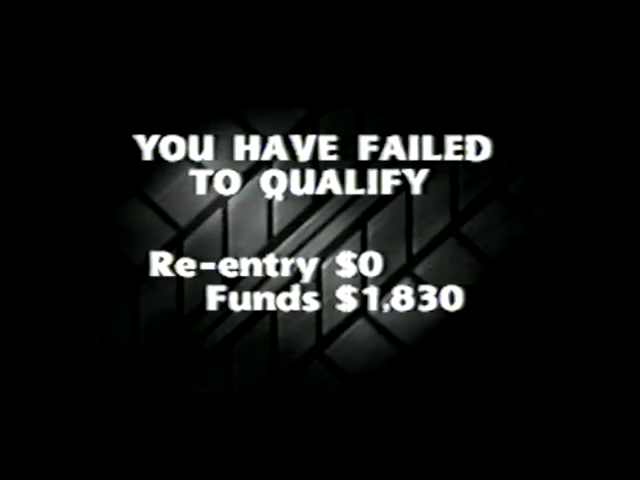 YOU HAVE FAILED
TO QUALIFY
Re-entry $0
Funds $1,830